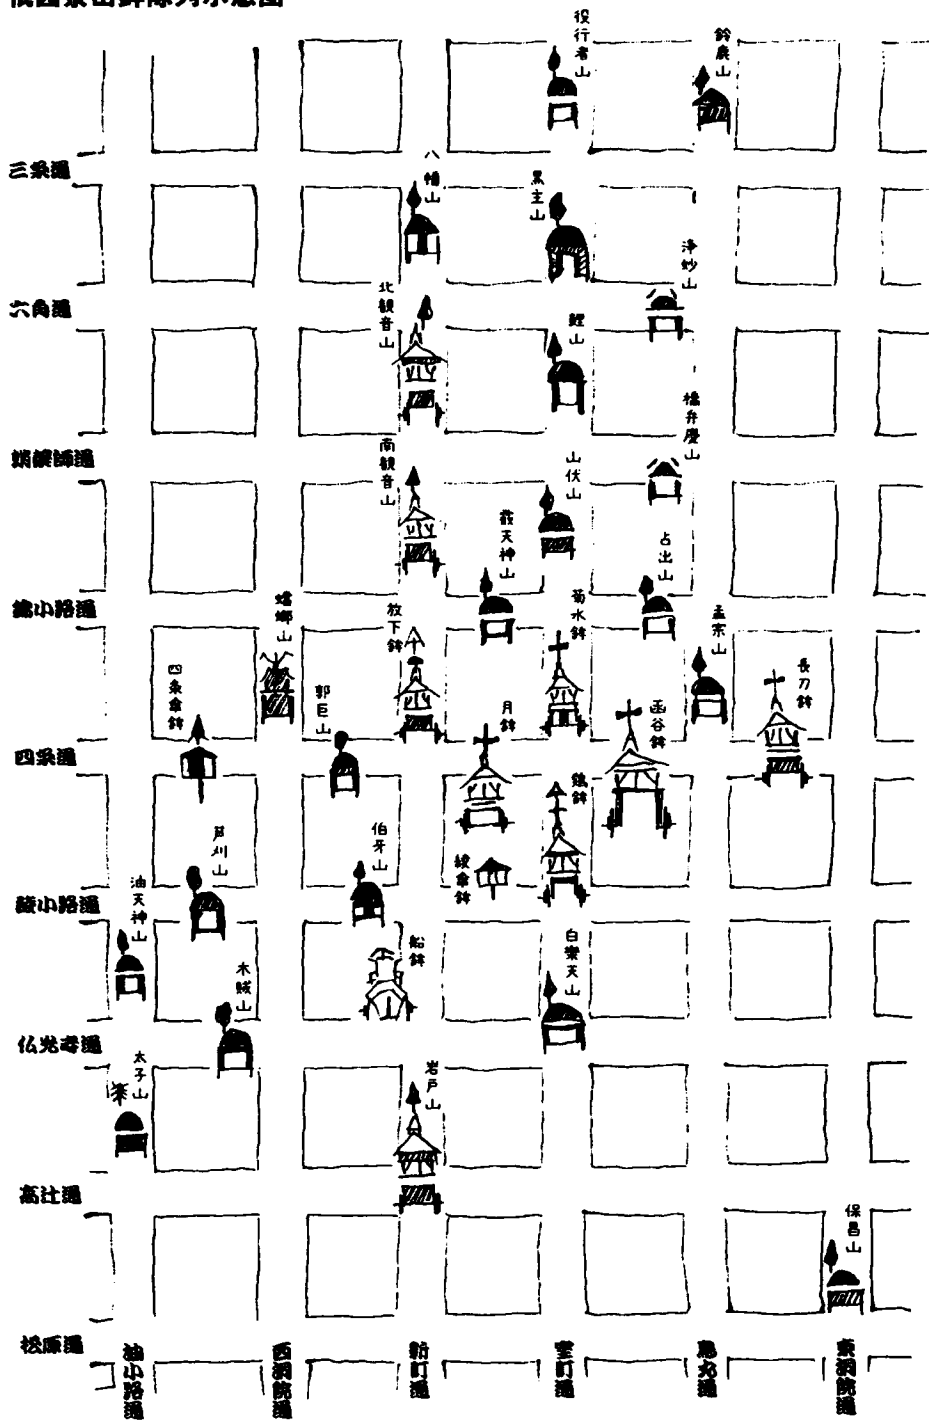 役行者山
鈴鹿山
三条通
八幡山
黒主山
浄妙山
六角通
北観音山
鯉山
橋弁慶山
蛸薬師通
南観音山
山伏山
占出山
錦小路通
蟷螂山
放下鉾
菊水鉾
孟宗山
四条傘鉾
郭巨山
月鉾
函谷鉾
長刀鉾
四条通
鶏鉾
芦刈山
伯牙山
綾傘鉾
綾小路通
油天神山
船鉾
白楽天山
木賊山
仏光寺通
太子山
岩戸山
高辻通
保昌山
松原通
油小路通
西洞院通
新町通
室町通
烏丸通
東洞院通